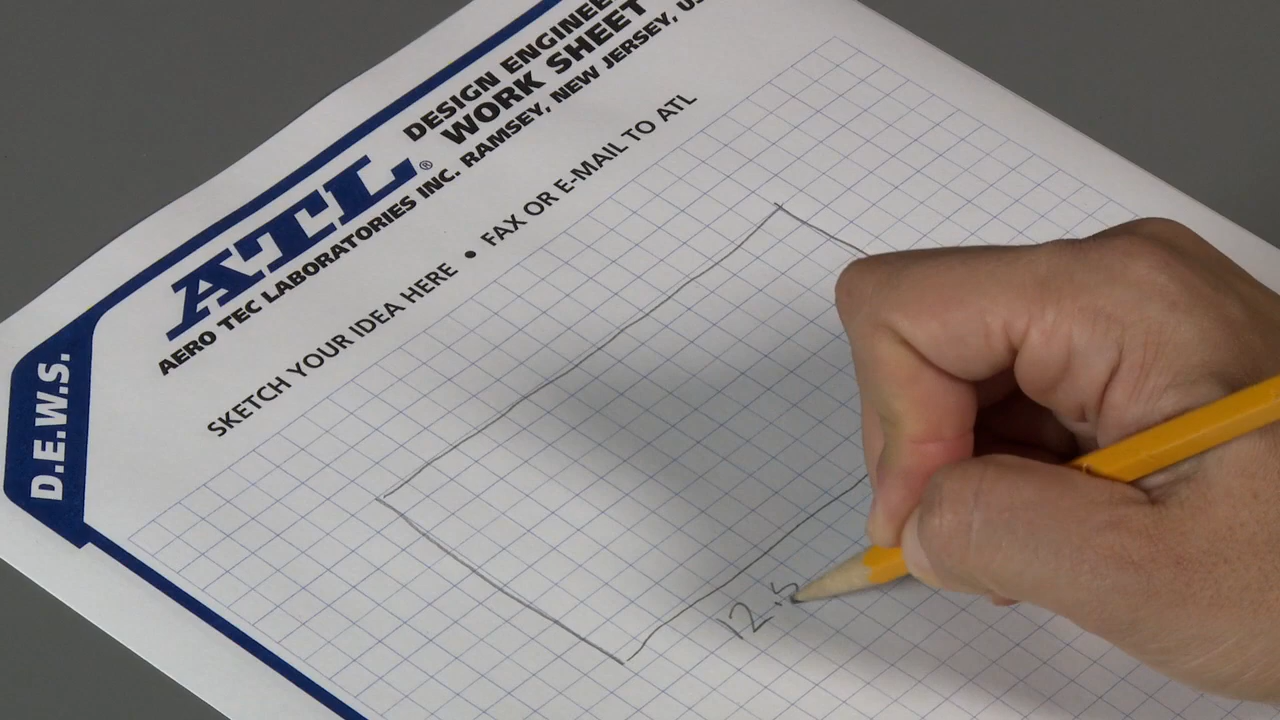 DESIGN ENGINEE
WORK SHEET
ATL®
AERO TEC LABORATORIES INC. RAMSEY, NEW JERSEY, US
SKETCH YOUR IDEA HERE • FAX OR E-MAIL TO ATL
D.E.W.S.
12.5